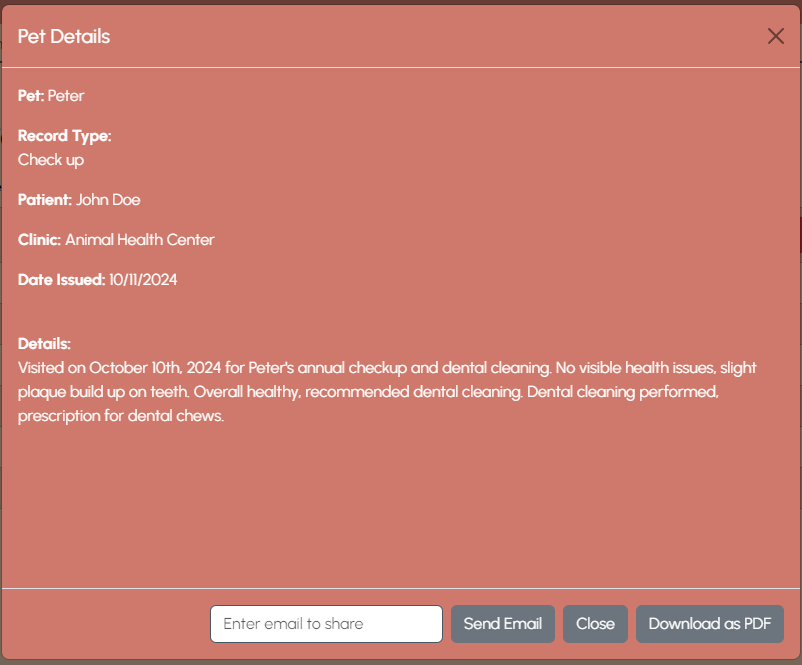 Pet Details
Pet: Peter
Record Type:
Check up
Patient: John Doe
Clinic: Animal Health Center
Date Issued: 10/11/2024
Details:
Visited on October 10th, 2024 for Peter's annual checkup and dental cleaning. No visible health issues, slight
plaque build up on teeth. Overall healthy, recommended dental cleaning. Dental cleaning performed,
prescription for dental chews.
Enter email to share
Send Email
Close
Download as PDF